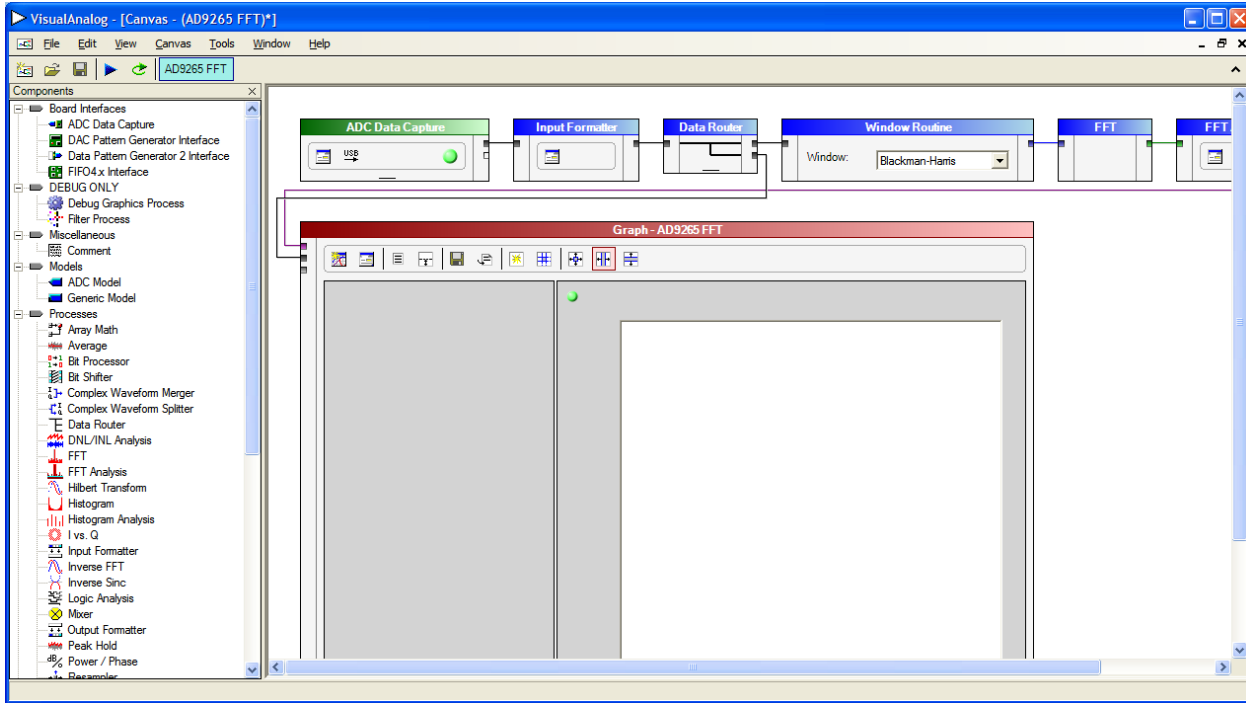 VisualAnalog - [Canvas - (AD9265 FFT)*]
File Edit View Canvas Tools Window Help
AD9265 FFT
Components
Board Interfaces
ADC Data Capture
DAC Pattern Generator Interface
Data Pattern Generator 2 Interface
FIFO4.x Interface
DEBUG ONLY
Debug Graphics Process
Filter Process
Miscellaneous
Comment
Models
ADC Model
Generic Model
Processes
Array Math
Average
Bit Processor
Bit Shifter
Complex Waveform Merger
Complex Waveform Splitter
Data Router
DNL/INL Analysis
FFT
FFT Analysis
Hilbert Transform
Histogram
Histogram Analysis
I vs. Q
Input Formatter
Inverse FFT
Inverse Sinc
Logic Analysis
Mixer
Output Formatter
Peak Hold
Power / Phase
Resampler
ADC Data Capture
USB
Input Formatter
Data Router
Window Routine
Window: Blackman-Harris
FFT
FFT
Graph - AD9265 FFT